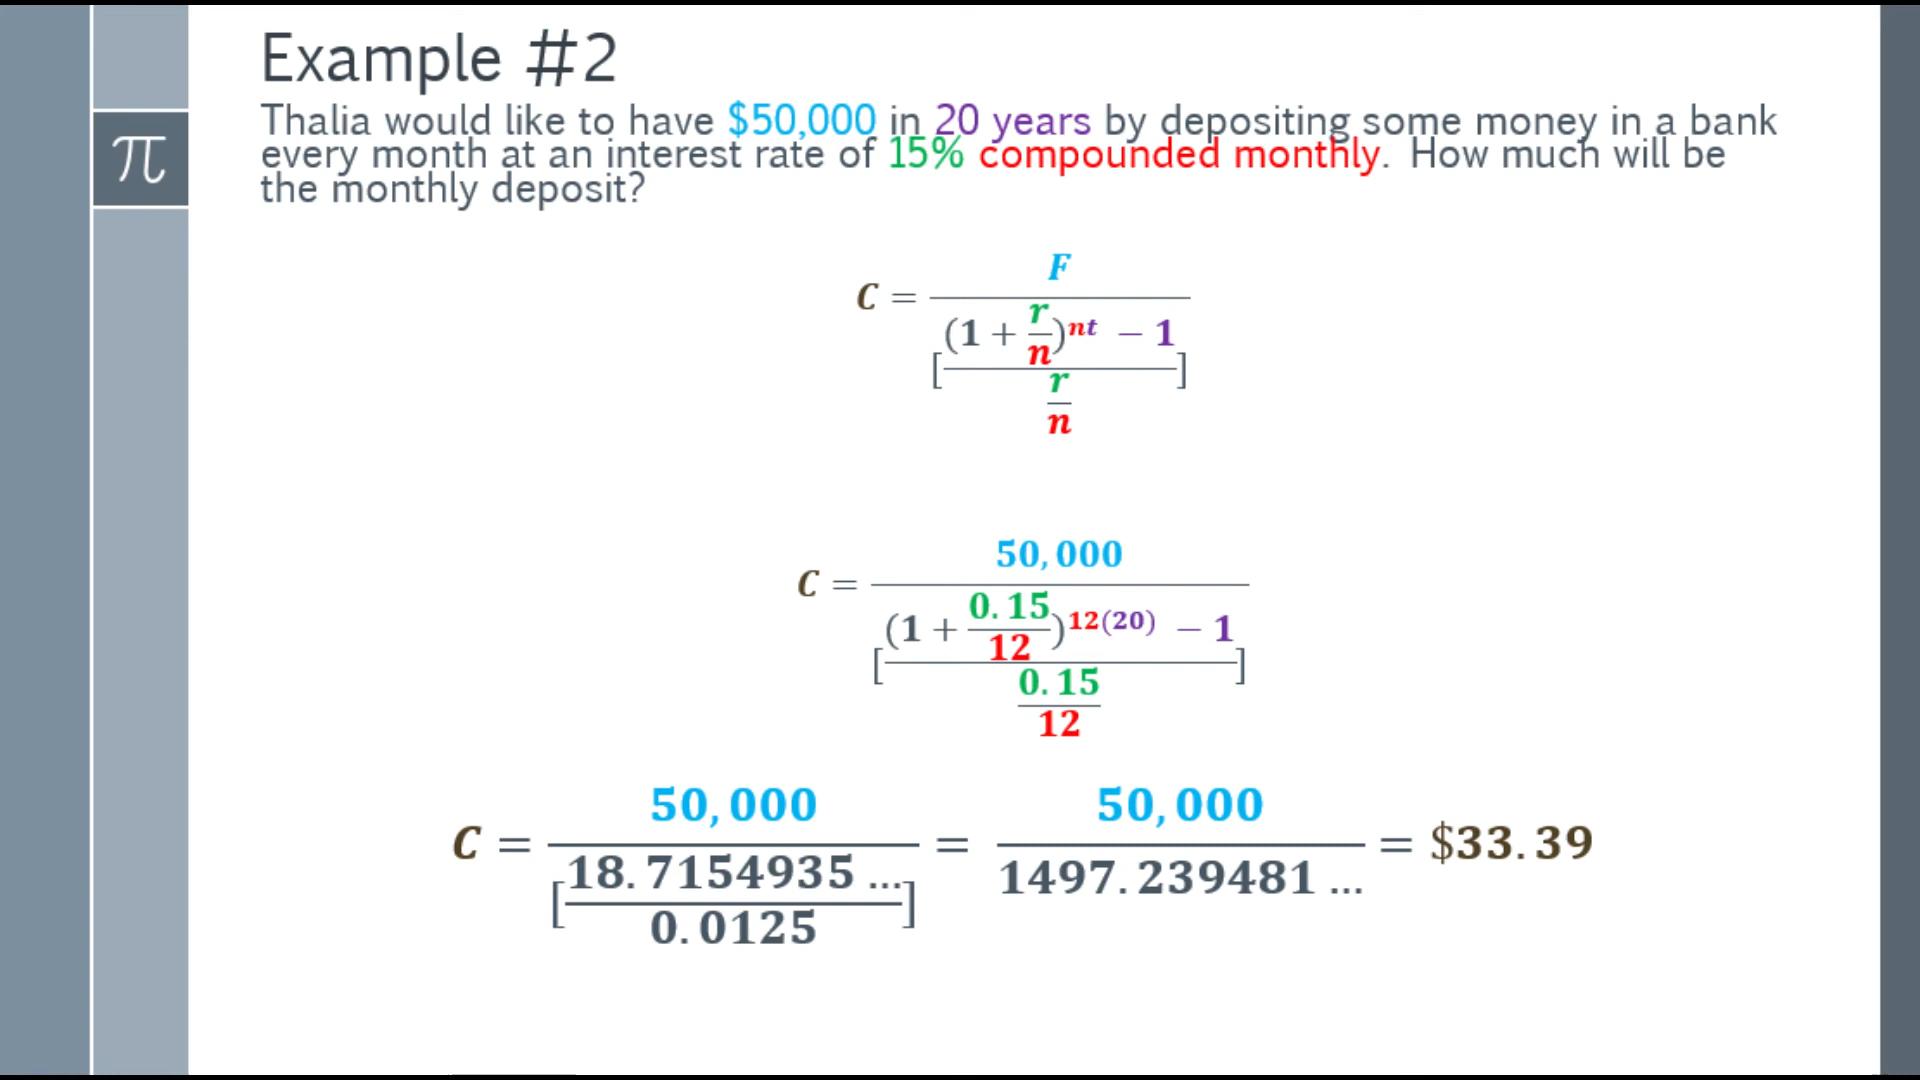 Example #2
π
Thalia would like to have $50,000 in 20 years by depositing some money in a bank
every month at an interest rate of 15% compounded monthly. How much will be
the monthly deposit?
F
C =
(1 + r/n)^nt − 1
[ ]
r/n
50,000
C =
(1 + 0.15/12)^12(20) − 1
[ ]
0.15/12
50,000 50,000
C = = = $33.39
[18.7154935 ...] 1497.239481 ...
0.0125